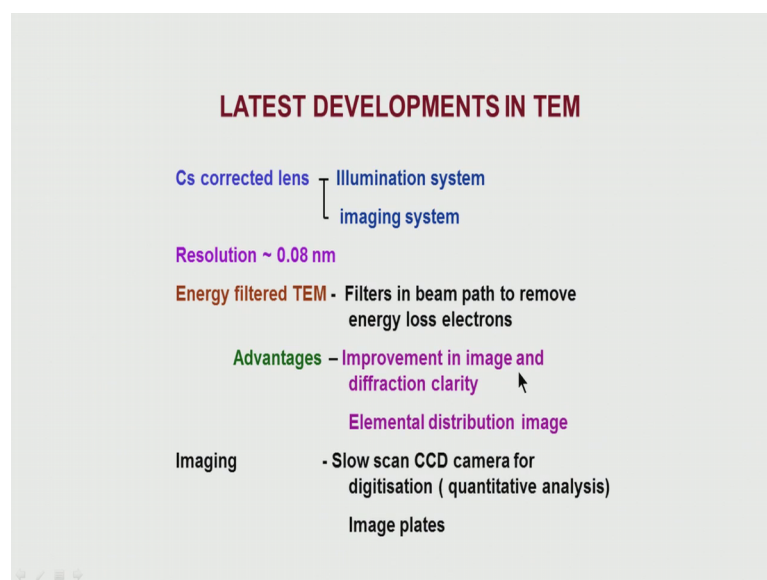 LATEST DEVELOPMENTS IN TEM
Cs corrected lens Illumination system
imaging system
Resolution ~ 0.08 nm
Energy filtered TEM - Filters in beam path to remove
energy loss electrons
Advantages – Improvement in image and
diffraction clarity
Elemental distribution image
Imaging - Slow scan CCD camera for
digitisation ( quantitative analysis)
Image plates